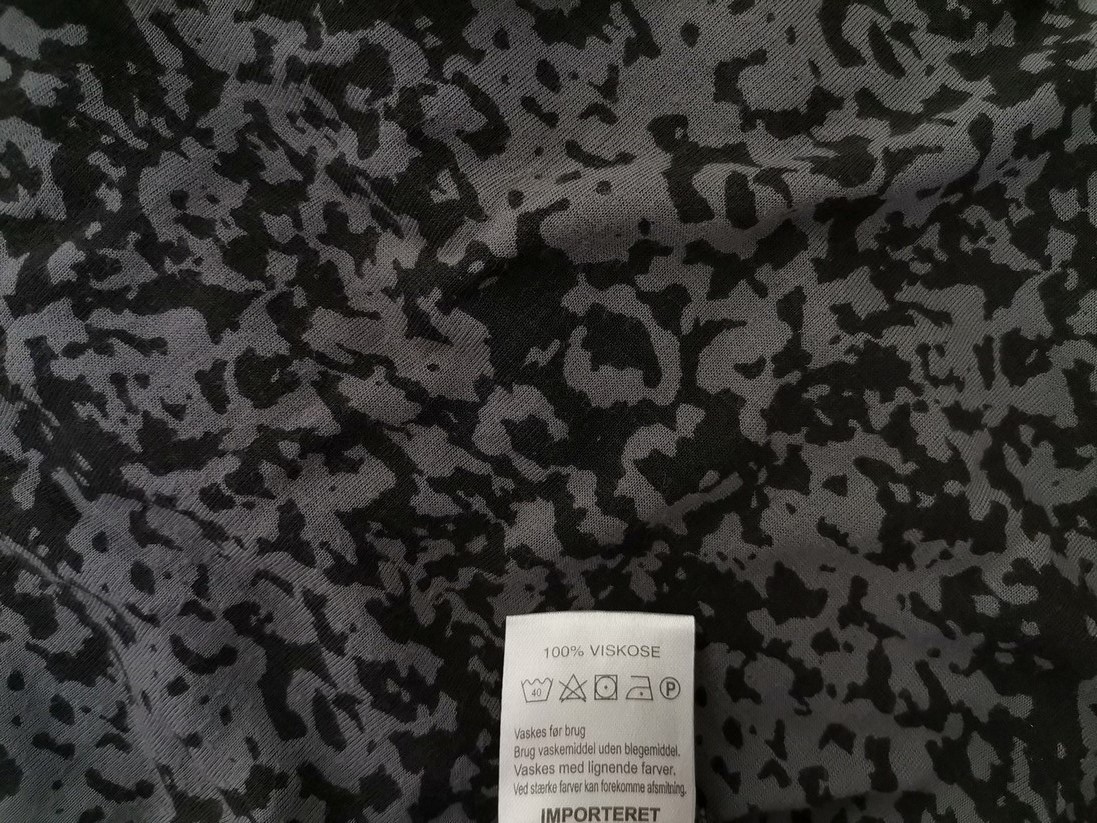 100% VISKOSE
40 P
Vaskes før brug
Brug vaskemiddel uden blegemiddel.
Vaskes med lignende farver.
Ved stærke farver kan forekomme afsmitning.
IMPORTERET